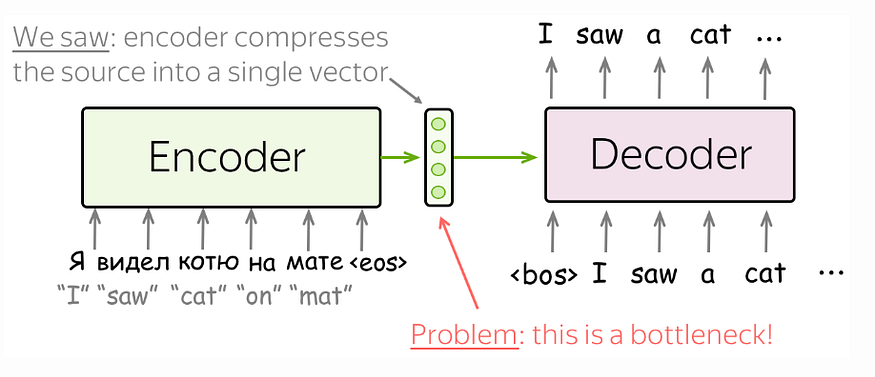 We saw: encoder compresses
the source into a single vector
I saw a cat ...
Encoder
Decoder
Я видел котю на мате <eos>
"I" "saw" "cat" "on" "mat"
<bos> I saw a cat ...
Problem: this is a bottleneck!